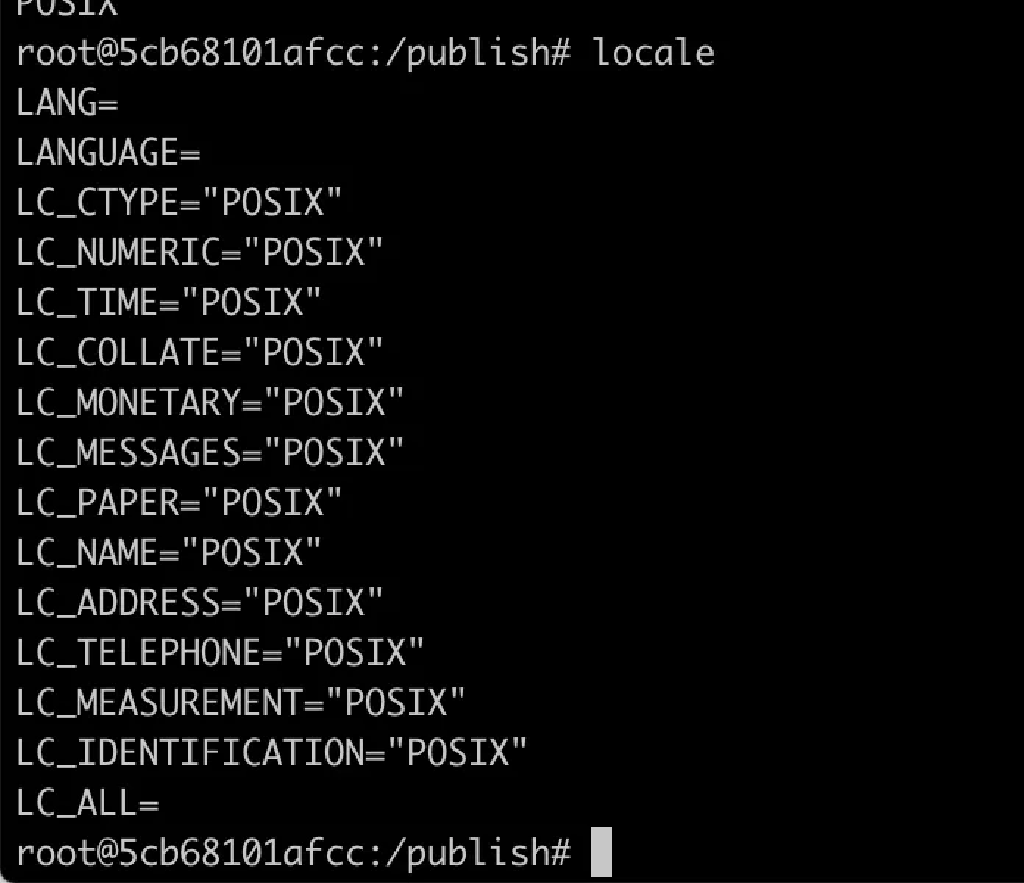 POSIX
root@5cb68101afcc:/publish# locale
LANG=
LANGUAGE=
LC_CTYPE="POSIX"
LC_NUMERIC="POSIX"
LC_TIME="POSIX"
LC_COLLATE="POSIX"
LC_MONETARY="POSIX"
LC_MESSAGES="POSIX"
LC_PAPER="POSIX"
LC_NAME="POSIX"
LC_ADDRESS="POSIX"
LC_TELEPHONE="POSIX"
LC_MEASUREMENT="POSIX"
LC_IDENTIFICATION="POSIX"
LC_ALL=
root@5cb68101afcc:/publish#